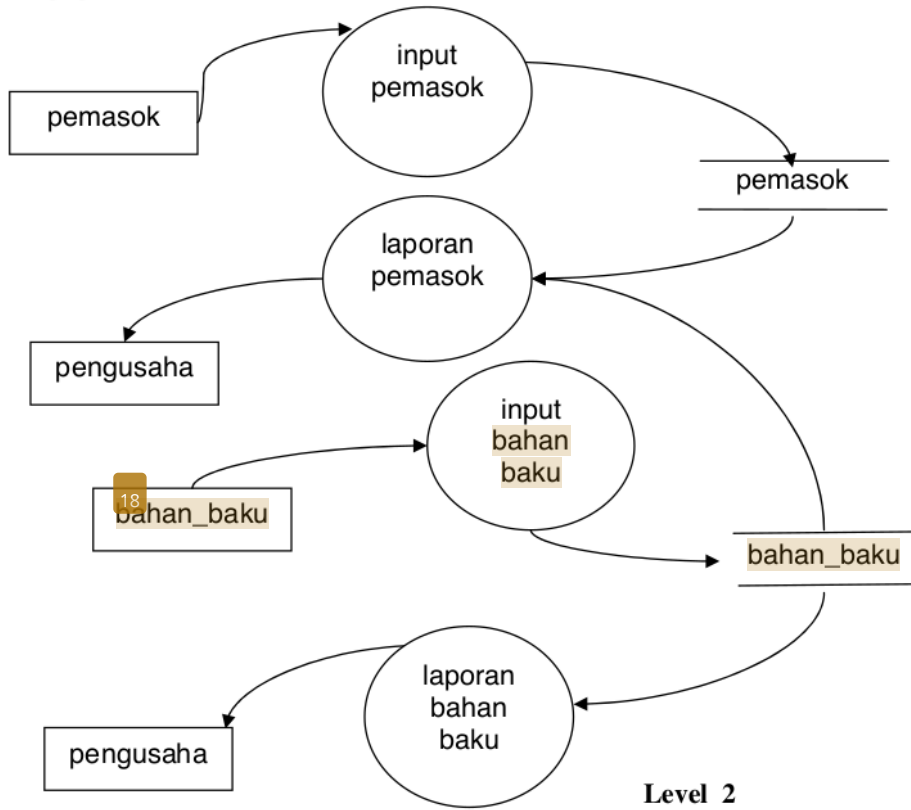 input
pemasok
pemasok
pemasok
laporan
pemasok
pengusaha
input
bahan
baku
18
bahan_baku
bahan_baku
laporan
bahan
baku
pengusaha
Level 2